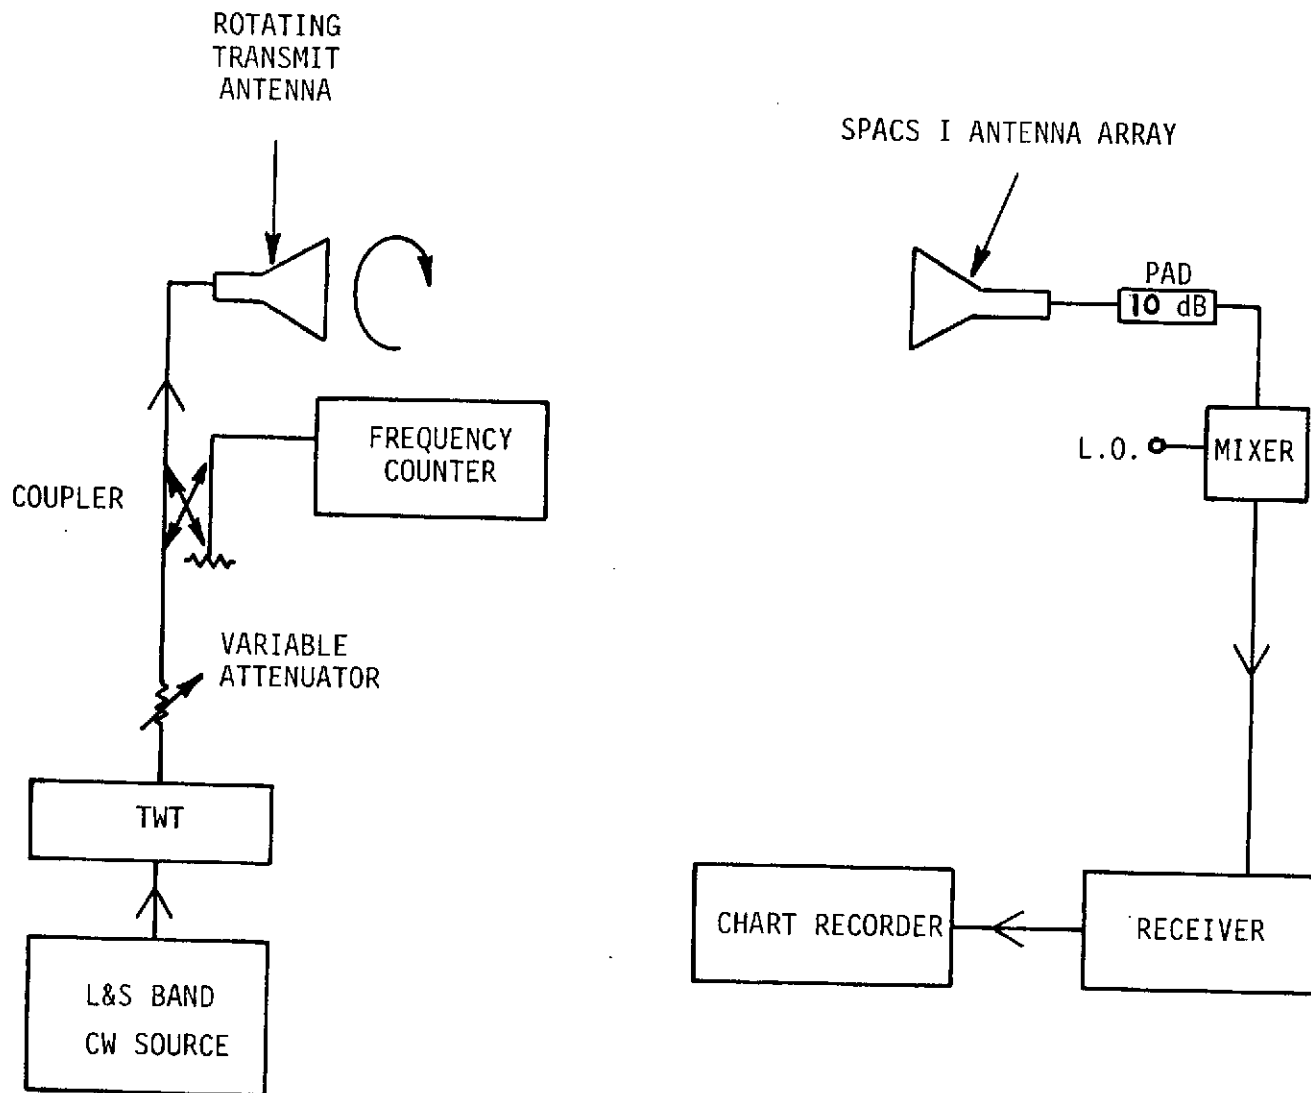 ROTATING
TRANSMIT
ANTENNA
SPACS I ANTENNA ARRAY
PAD
10 dB
FREQUENCY
COUNTER
L.O.
MIXER
COUPLER
VARIABLE
ATTENUATOR
TWT
CHART RECORDER
RECEIVER
L&S BAND
CW SOURCE